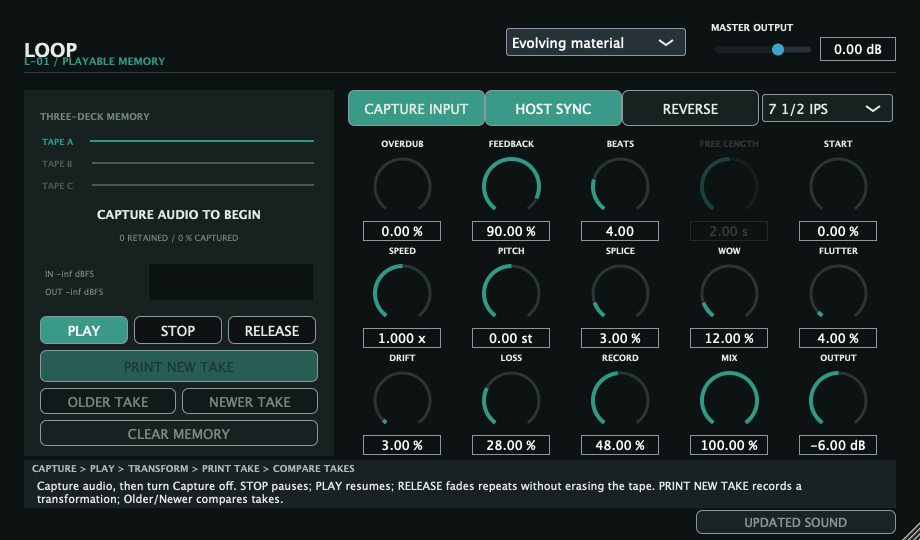 LOOP
L-01 / PLAYABLE MEMORY
Evolving material
MASTER OUTPUT
0.00 dB
THREE-DECK MEMORY
TAPE A
TAPE B
TAPE C
CAPTURE AUDIO TO BEGIN
0 RETAINED / 0 % CAPTURED
IN -inf dBFS
OUT -inf dBFS
PLAY STOP RELEASE
PRINT NEW TAKE
OLDER TAKE NEWER TAKE
CLEAR MEMORY
CAPTURE INPUT HOST SYNC REVERSE 7 1/2 IPS
OVERDUB FEEDBACK BEATS FREE LENGTH START
0.00 % 90.00 % 4.00 2.00 s 0.00 %
SPEED PITCH SPLICE WOW FLUTTER
1.000 x 0.00 st 3.00 % 12.00 % 4.00 %
DRIFT LOSS RECORD MIX OUTPUT
3.00 % 28.00 % 48.00 % 100.00 % -6.00 dB
CAPTURE > PLAY > TRANSFORM > PRINT TAKE > COMPARE TAKES
Capture audio, then turn Capture off. STOP pauses; PLAY resumes; RELEASE fades repeats without erasing the tape. PRINT NEW TAKE records a
transformation; Older/Newer compares takes.
UPDATED SOUND